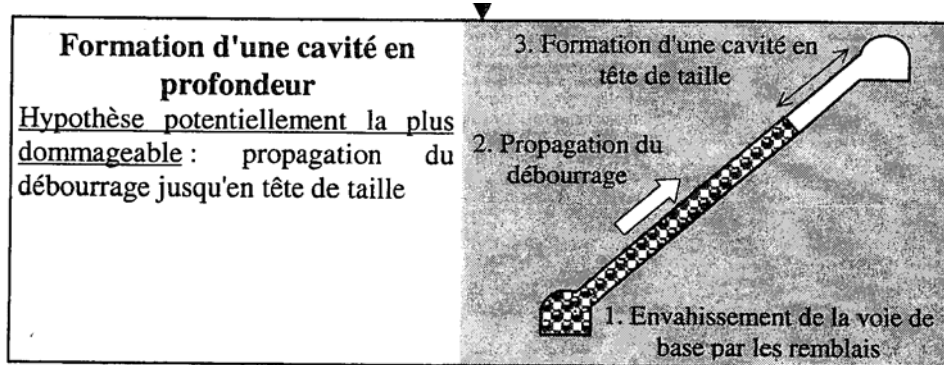 Formation d'une cavité en
profondeur
Hypothèse potentiellement la plus
dommageable : propagation du
débourrage jusqu'en tête de taille
3. Formation d'une cavité en
tête de taille
2. Propagation du
débourrage
1. Envahissement de la voie de
base par les remblais